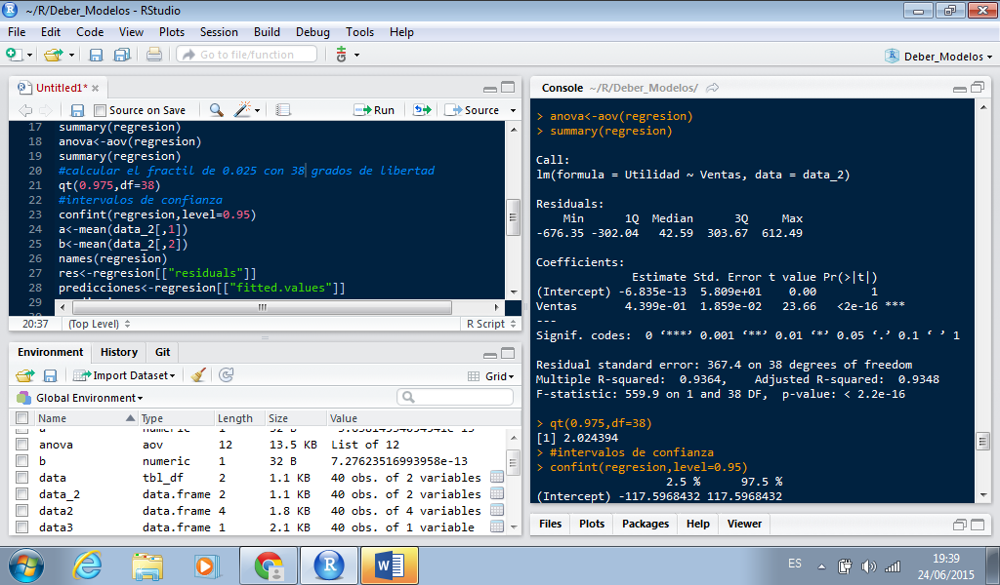 ~/R/Deber_Modelos - RStudio
File Edit Code View Plots Session Build Debug Tools Help
Go to file/function
Deber_Modelos
Untitled1*
Source on Save
Run
Source
17 summary(regresion)
18 anova<-aov(regresion)
19 summary(regresion)
20 #calcular el fractil de 0.025 con 38 grados de libertad
21 qt(0.975,df=38)
22 #intervalos de confianza
23 confint(regresion,level=0.95)
24 a<-mean(data_2[,1])
25 b<-mean(data_2[,2])
26 names(regresion)
27 res<-regresion[["residuals"]]
28 predicciones<-regresion[["fitted.values"]]
29
20:37 (Top Level) R Script
Environment History Git
Import Dataset Grid
Global Environment
Name Type Length Size Value
a numeric 1 32 B
anova aov 12 13.5 KB List of 12
b numeric 1 32 B 7.27623516993958e-13
data tbl_df 2 1.1 KB 40 obs. of 2 variables
data_2 data.frame 2 1.1 KB 40 obs. of 2 variables
data2 data.frame 4 1.8 KB 40 obs. of 4 variables
data3 data.frame 1 2.1 KB 40 obs. of 1 variable
Console ~/R/Deber_Modelos/
> anova<-aov(regresion)
> summary(regresion)
Call:
lm(formula = Utilidad ~ Ventas, data = data_2)
Residuals:
Min 1Q Median 3Q Max
-676.35 -302.04 42.59 303.67 612.49
Coefficients:
Estimate Std. Error t value Pr(>|t|)
(Intercept) -6.835e-13 5.809e+01 0.00 1
Ventas 4.399e-01 1.859e-02 23.66 <2e-16 ***
---
Signif. codes: 0 ‘***’ 0.001 ‘**’ 0.01 ‘*’ 0.05 ‘.’ 0.1 ‘ ’ 1
Residual standard error: 367.4 on 38 degrees of freedom
Multiple R-squared: 0.9364, Adjusted R-squared: 0.9348
F-statistic: 559.9 on 1 and 38 DF, p-value: < 2.2e-16
> qt(0.975,df=38)
[1] 2.024394
> #intervalos de confianza
> confint(regresion,level=0.95)
2.5 % 97.5 %
(Intercept) -117.5968432 117.5968432
Files Plots Packages Help Viewer
ES
19:39
24/06/2015